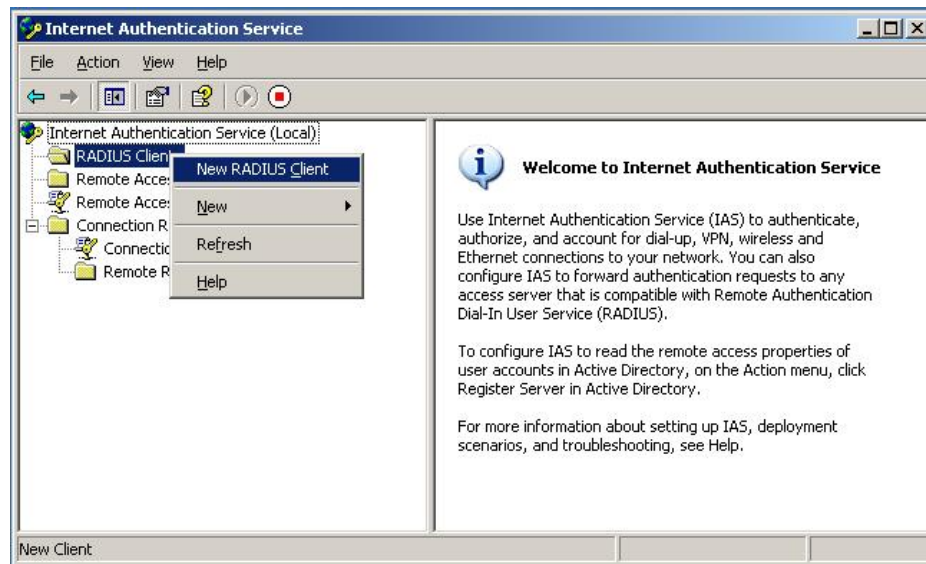 Internet Authentication Service
File Action View Help
Internet Authentication Service (Local)
RADIUS Client
New RADIUS Client
Remote Acce
New
Remote Acce
Connection R
Refresh
Connectio
Remote R
Help
Welcome to Internet Authentication Service
Use Internet Authentication Service (IAS) to authenticate,
authorize, and account for dial-up, VPN, wireless and
Ethernet connections to your network. You can also
configure IAS to forward authentication requests to any
access server that is compatible with Remote Authentication
Dial-In User Service (RADIUS).
To configure IAS to read the remote access properties of
user accounts in Active Directory, on the Action menu, click
Register Server in Active Directory.
For more information about setting up IAS, deployment
scenarios, and troubleshooting, see Help.
New Client